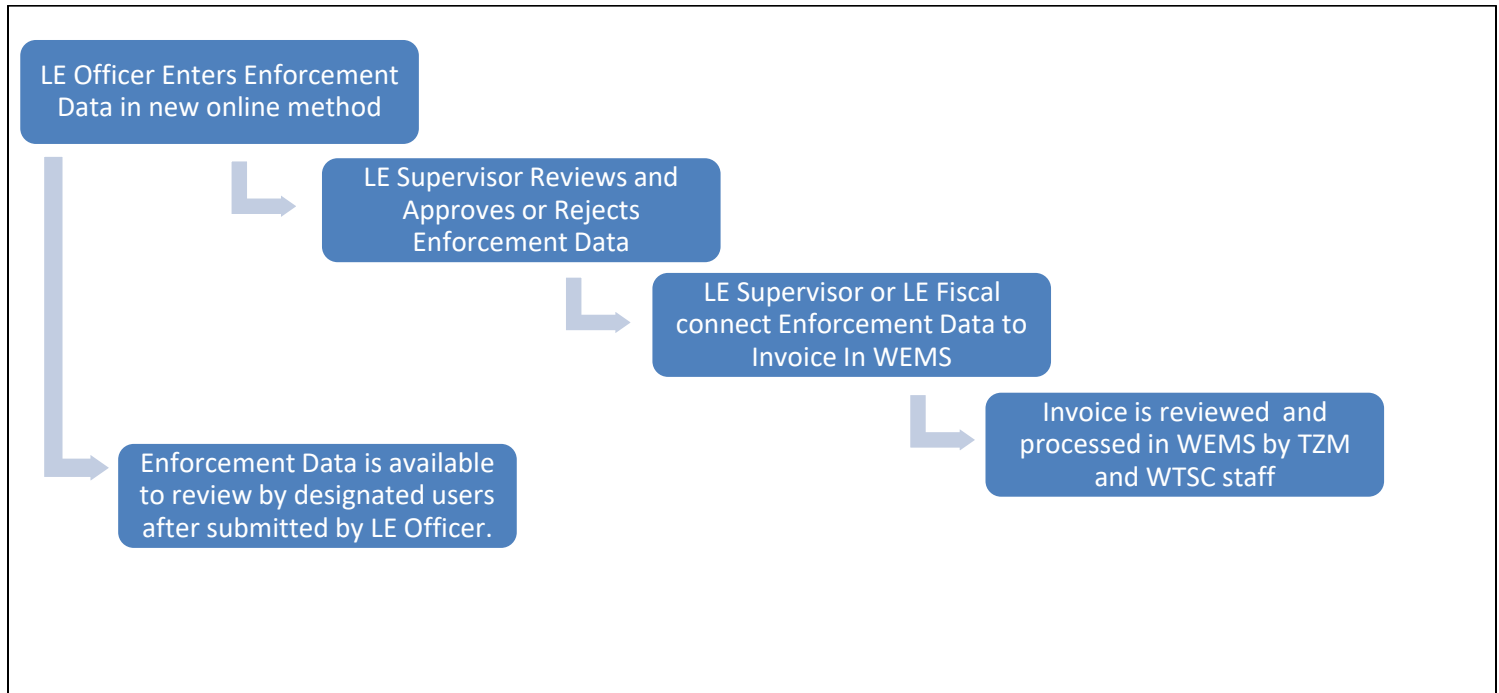 LE Officer Enters Enforcement
Data in new online method
LE Supervisor Reviews and
Approves or Rejects
Enforcement Data
LE Supervisor or LE Fiscal
connect Enforcement Data to
Invoice In WEMS
Invoice is reviewed  and
processed in WEMS by TZM
and WTSC staff
Enforcement Data is available
to review by designated users
after submitted by LE Officer.